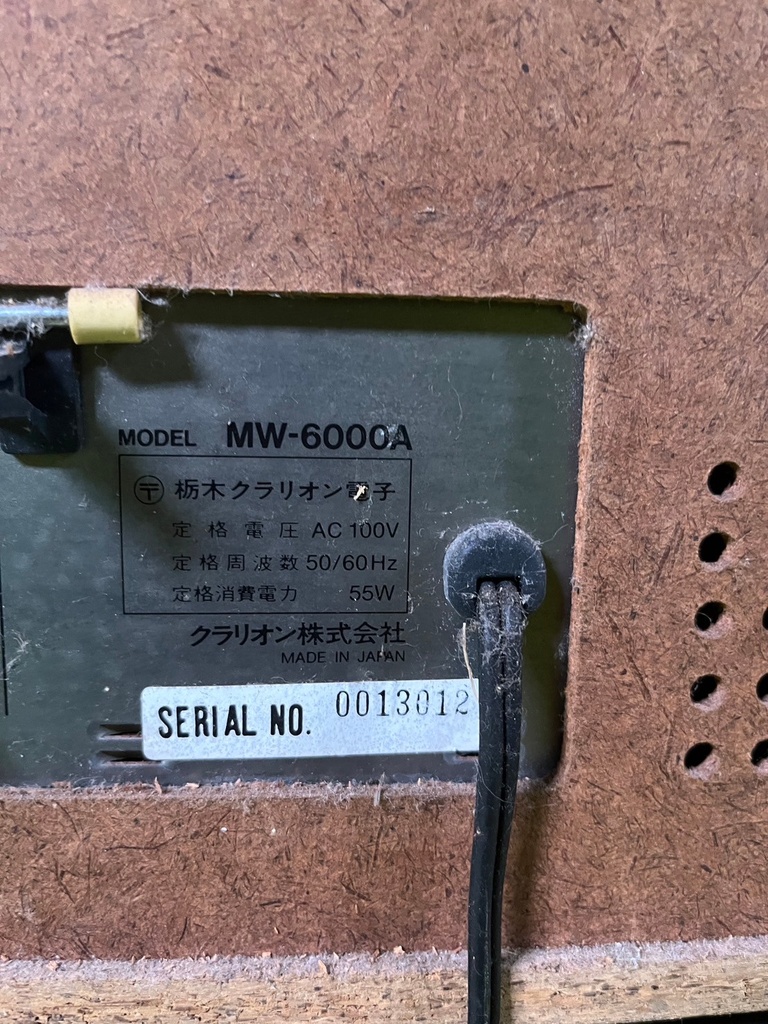 MODEL MW-6000A
〒 栃木クラリオン電子
定格電圧 AC 100V
定格周波数 50/60Hz
定格消費電力 55W
クラリオン株式会社
MADE IN JAPAN
SERIAL NO. 0013012